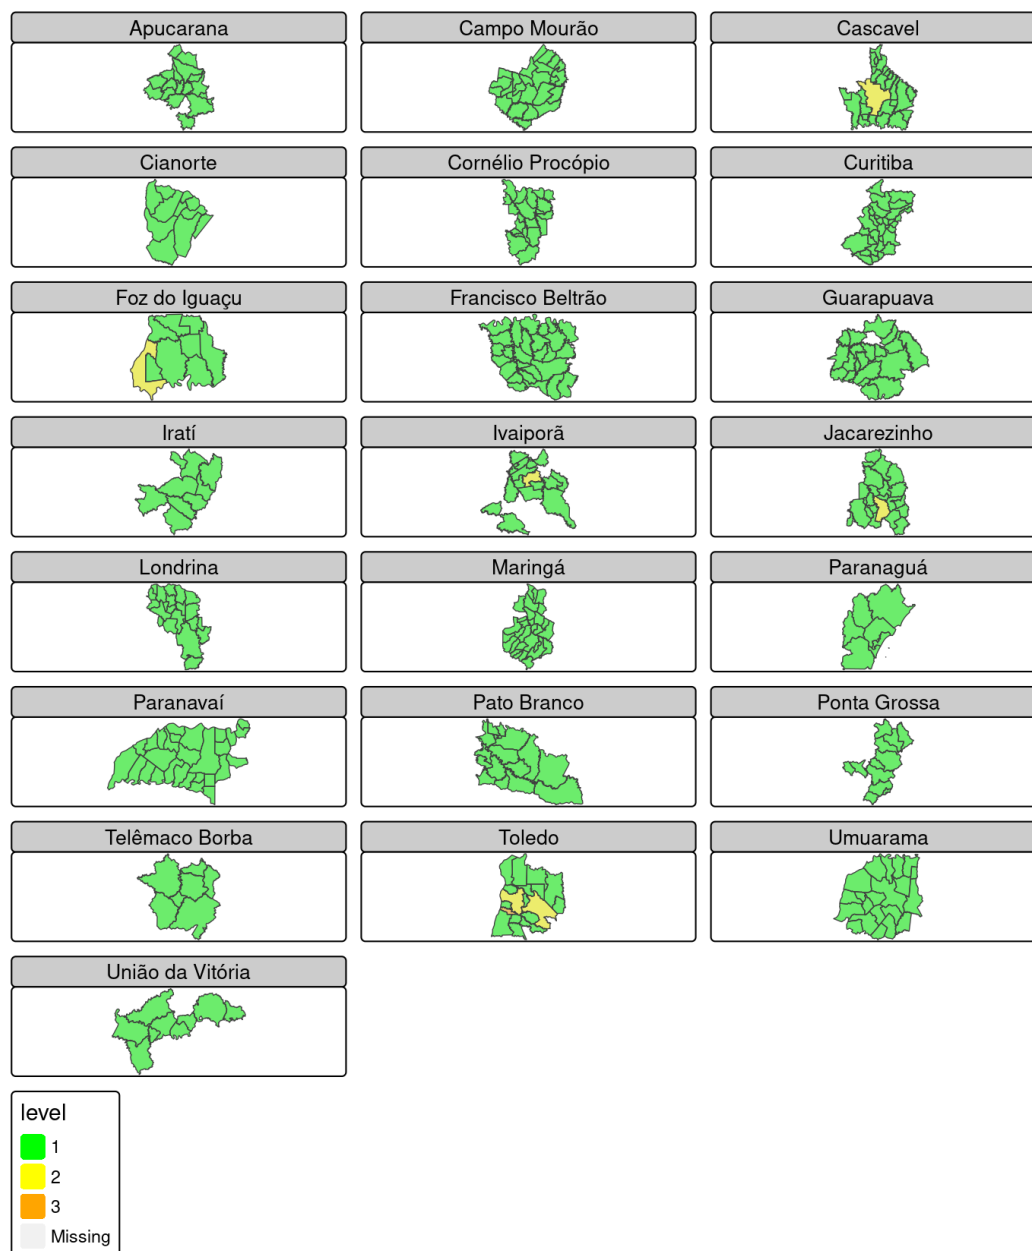 Apucarana
Campo Mourão
Cascavel
Cianorte
Cornélio Procópio
Curitiba
Foz do Iguaçu
Francisco Beltrão
Guarapuava
Iratí
Ivaiporã
Jacarezinho
Londrina
Maringá
Paranaguá
Paranavaí
Pato Branco
Ponta Grossa
Telêmaco Borba
Toledo
Umuarama
União da Vitória
level
1
2
3
Missing